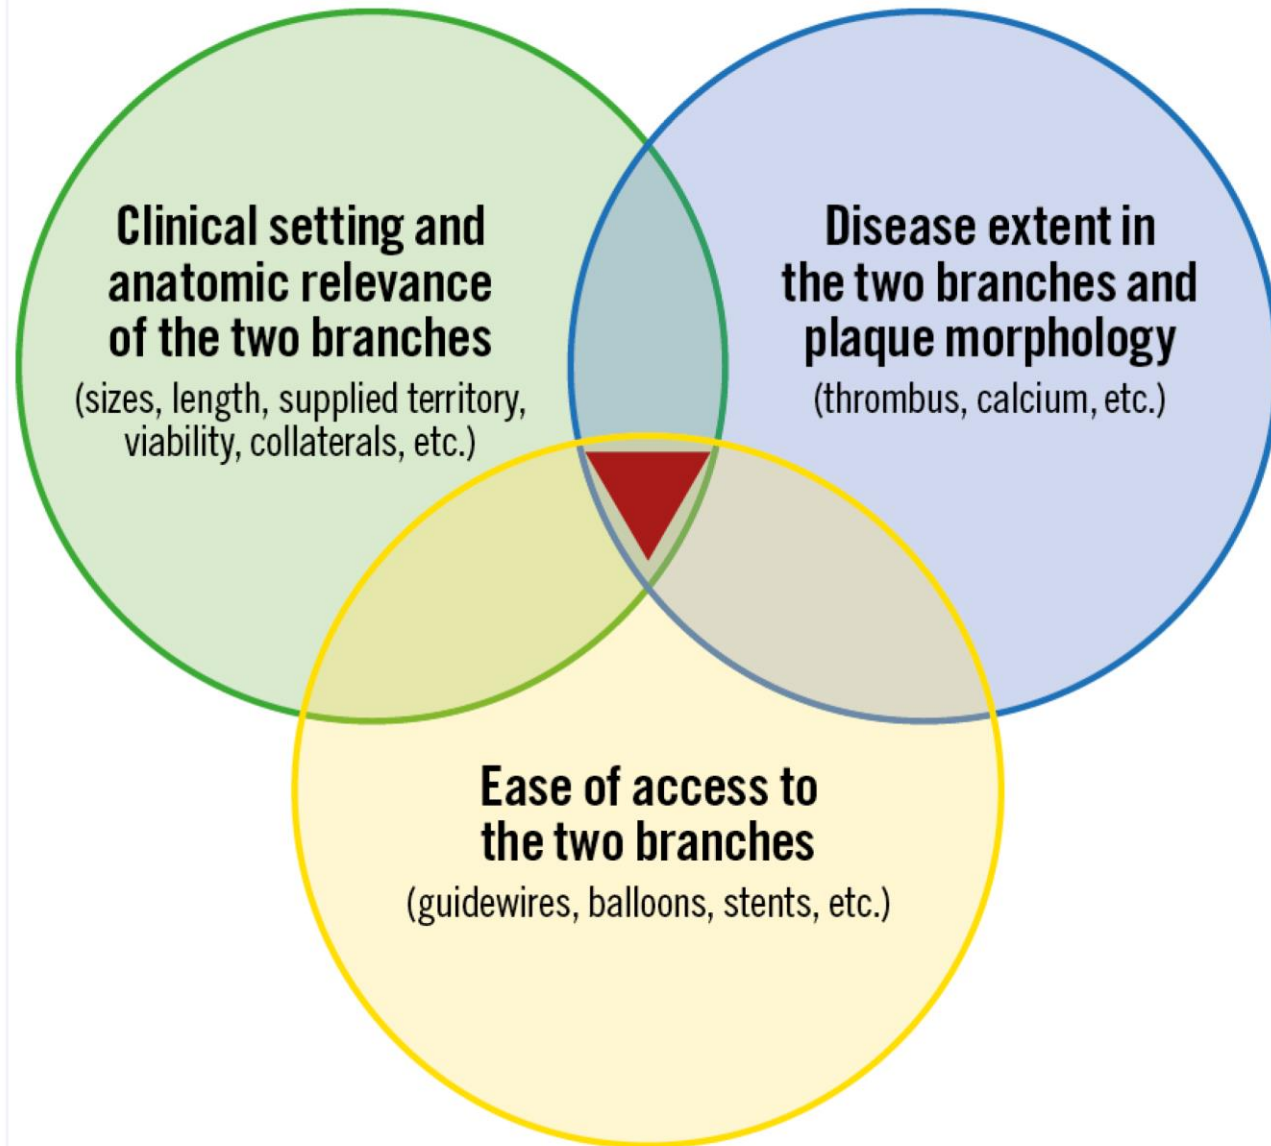 Clinical setting and
anatomic relevance
of the two branches
(sizes, length, supplied territory,
viability, collaterals, etc.)
Disease extent in
the two branches and
plaque morphology
(thrombus, calcium, etc.)
Ease of access to
the two branches
(guidewires, balloons, stents, etc.)